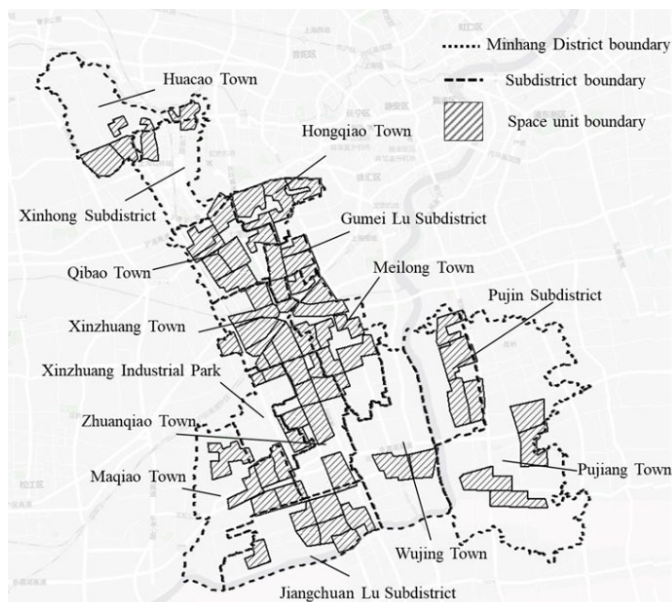 Minhang District boundary
Huacao Town
Subdistrict boundary
Space unit boundary
Hongqiao Town
Xinhong Subdistrict
Gumei Lu Subdistrict
Qibao Town
Meilong Town
Pujin Subdistrict
Xinzhuang Town
Xinzhuang Industrial Park
Zhuanqiao Town
Maqiao Town
Pujiang Town
Wujing Town
Jiangchuan Lu Subdistrict